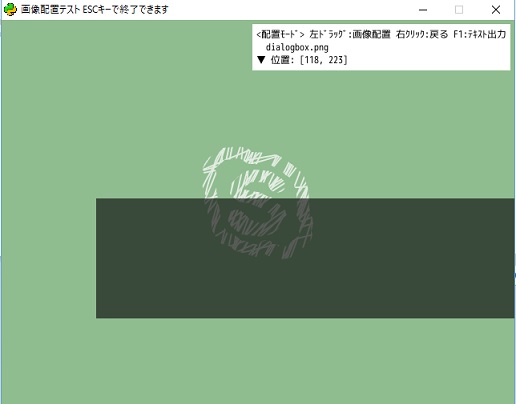 画像配置テスト ESCキーで終了できます
<配置ﾓｰﾄﾞ> 左ﾄﾞﾗｯｸﾞ:画像配置 右ｸﾘｯｸ:戻る F1:ﾃｷｽﾄ出力
dialogbox.png
▼ 位置: [118, 223]